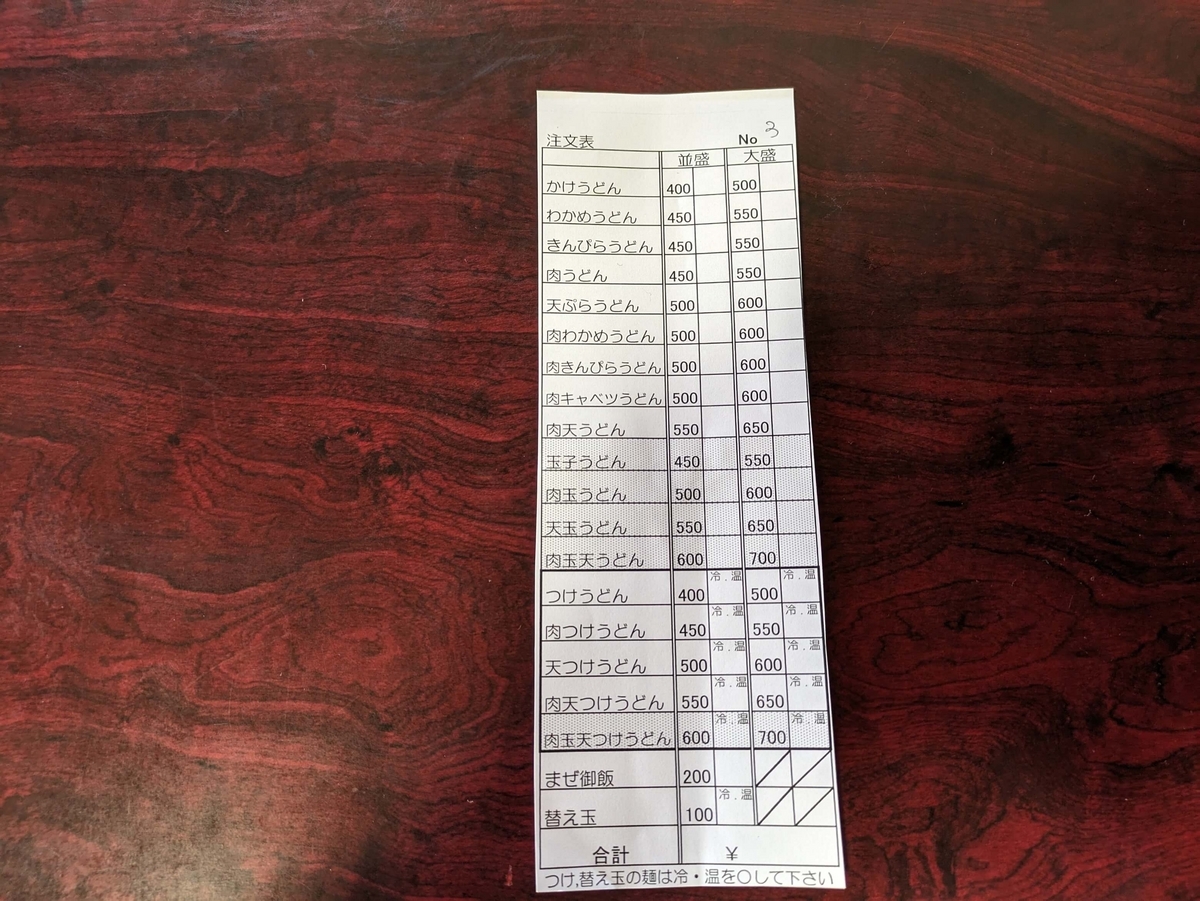 注文表 No 3
並盛 大盛
かけうどん 400 500
わかめうどん 450 550
きんぴらうどん 450 550
肉うどん 450 550
天ぷらうどん 500 600
肉わかめうどん 500 600
肉きんぴらうどん 500 600
肉キャベツうどん 500 600
肉天うどん 550 650
玉子うどん 450 550
肉玉うどん 500 600
天玉うどん 550 650
肉玉天うどん 600 700
つけうどん 400 冷.温 500 冷.温
肉つけうどん 450 冷.温 550 冷.温
天つけうどん 500 冷.温 600 冷.温
肉天つけうどん 550 冷.温 650 冷.温
肉玉天つけうどん 600 冷.温 700 冷.温
まぜ御飯 200
替え玉 100 冷.温
合計 ¥
つけ,替え玉の麺は冷・温を〇して下さい